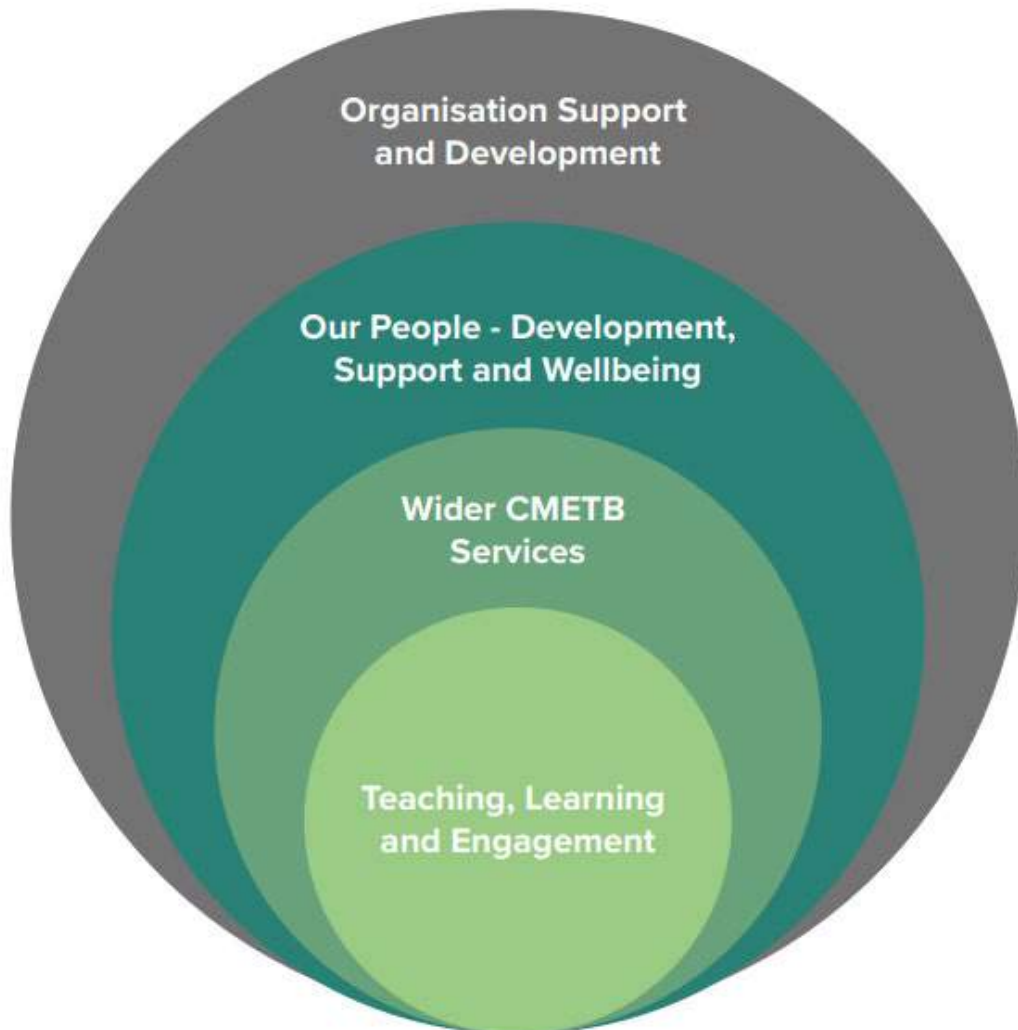 Organisation Support
and Development
Our People - Development,
Support and Wellbeing
Wider CMETB
Services
Teaching, Learning
and Engagement